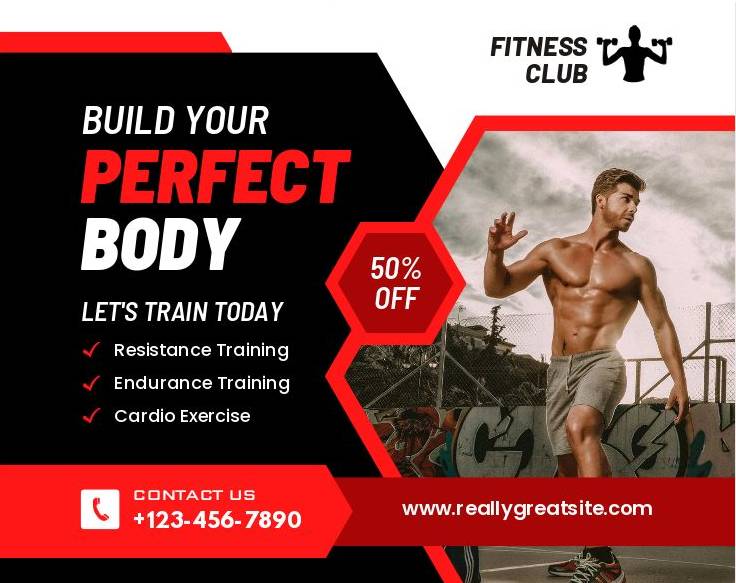 FITNESS
CLUB
BUILD YOUR
PERFECT
BODY
50%
OFF
LET'S TRAIN TODAY
Resistance Training
Endurance Training
Cardio Exercise
CONTACT US
+123-456-7890
www.reallygreatsite.com